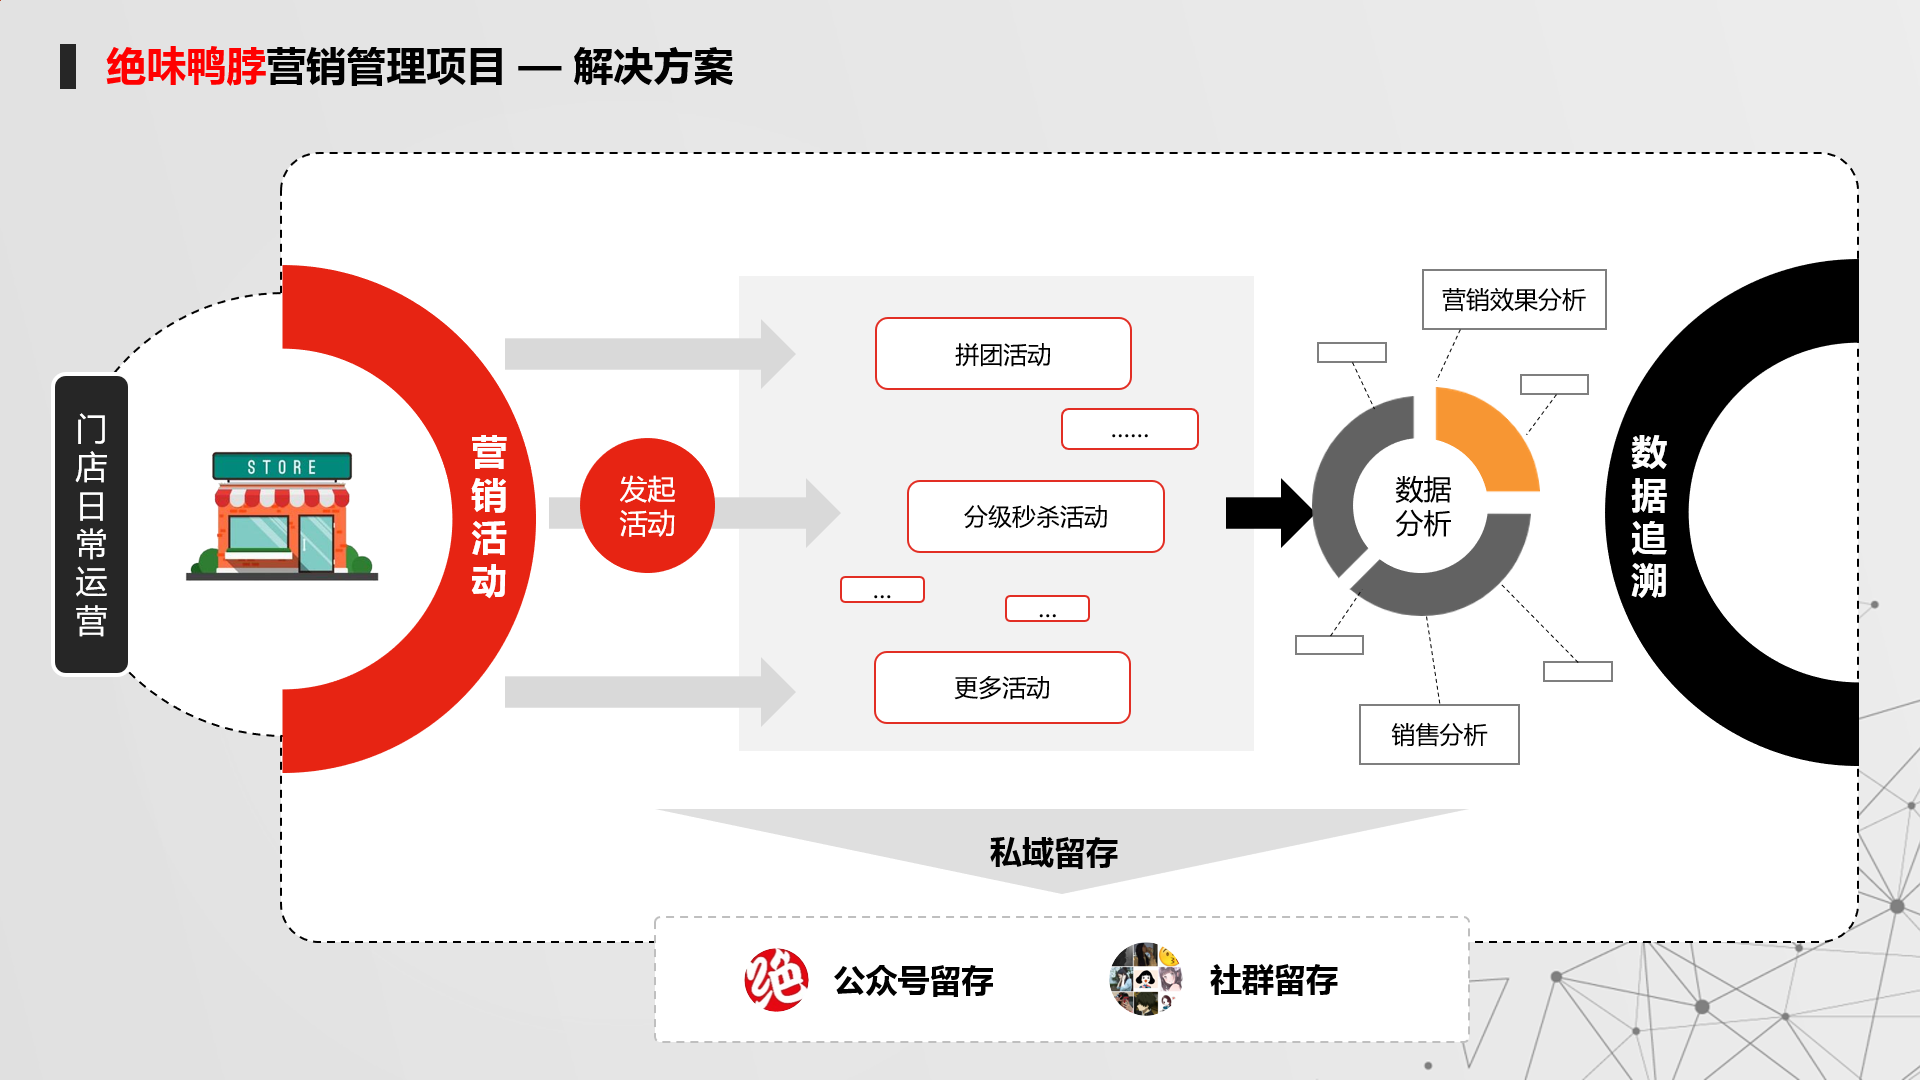 绝味鸭脖营销管理项目 — 解决方案
门店日常运营
STORE
营销活动
发起
活动
拼团活动
......
分级秒杀活动
...
...
更多活动
营销效果分析
数据
分析
销售分析
数据追溯
私域留存
绝
公众号留存
社群留存